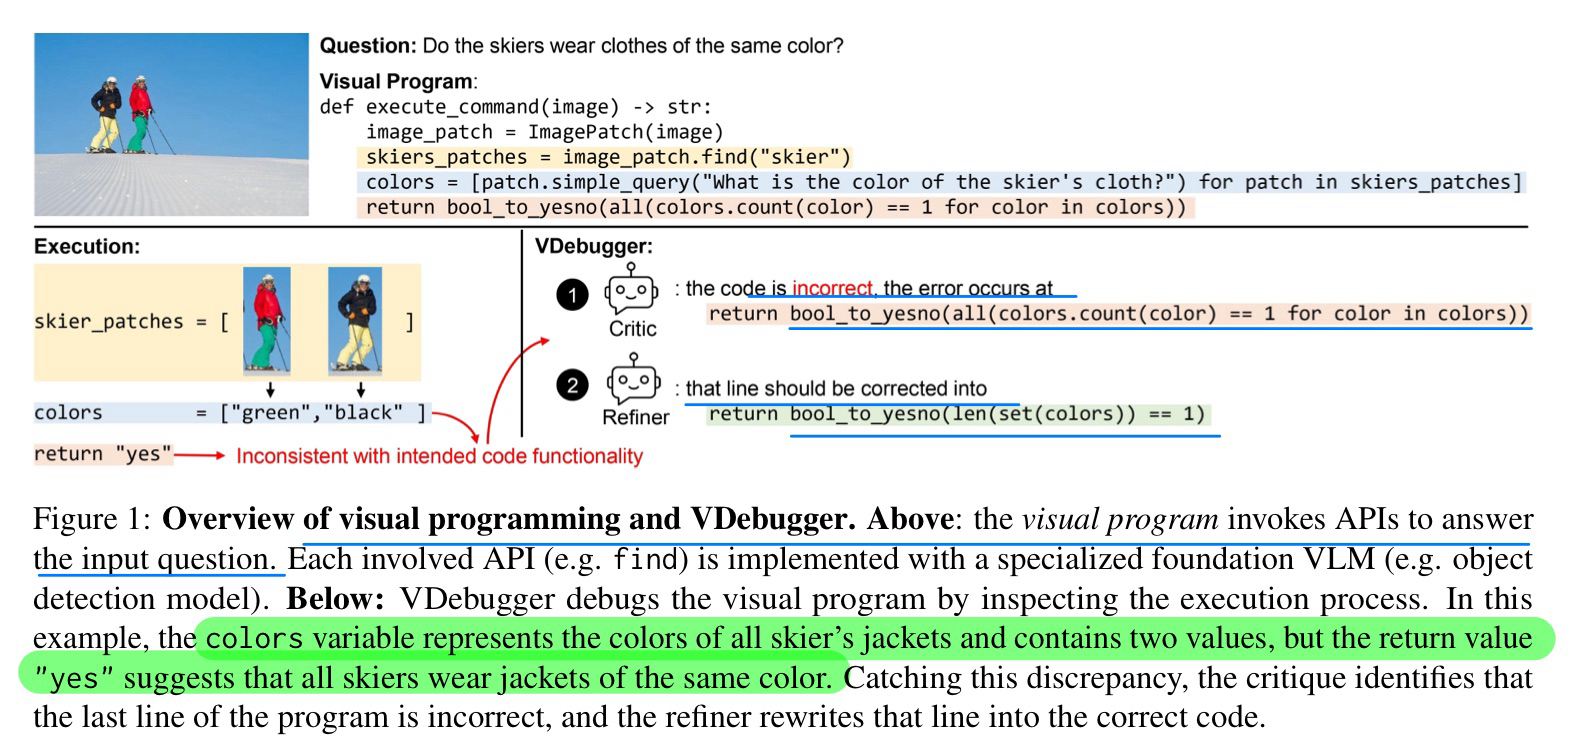 Question: Do the skiers wear clothes of the same color?
Visual Program:
def execute_command(image) -> str:
    image_patch = ImagePatch(image)
    skiers_patches = image_patch.find("skier")
    colors = [patch.simple_query("What is the color of the skier's cloth?") for patch in skiers_patches]
    return bool_to_yesno(all(colors.count(color) == 1 for color in colors))
Execution:
skier_patches = [ ]
colors = ["green","black" ]
return "yes"
Inconsistent with intended code functionality
VDebugger:
1
Critic
: the code is incorrect, the error occurs at
return bool_to_yesno(all(colors.count(color) == 1 for color in colors))
2
Refiner
: that line should be corrected into
return bool_to_yesno(len(set(colors)) == 1)
Figure 1: Overview of visual programming and VDebugger. Above: the visual program invokes APIs to answer
the input question. Each involved API (e.g. find) is implemented with a specialized foundation VLM (e.g. object
detection model). Below: VDebugger debugs the visual program by inspecting the execution process. In this
example, the colors variable represents the colors of all skier's jackets and contains two values, but the return value
"yes" suggests that all skiers wear jackets of the same color. Catching this discrepancy, the critique identifies that
the last line of the program is incorrect, and the refiner rewrites that line into the correct code.